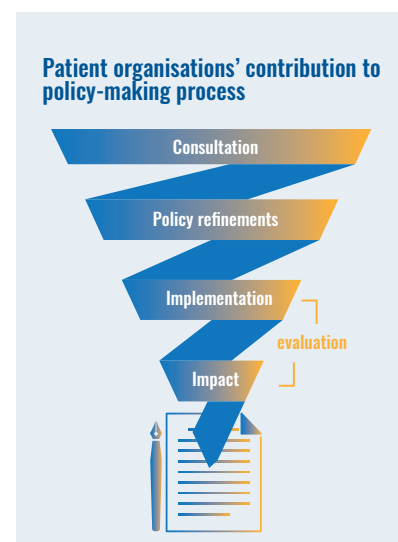 Patient organisations’ contribution to
policy-making process
Consultation
Policy refinements
Implementation
evaluation
Impact